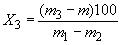 X₃ = (m₃ − m)100 / (m₁ − m₂)